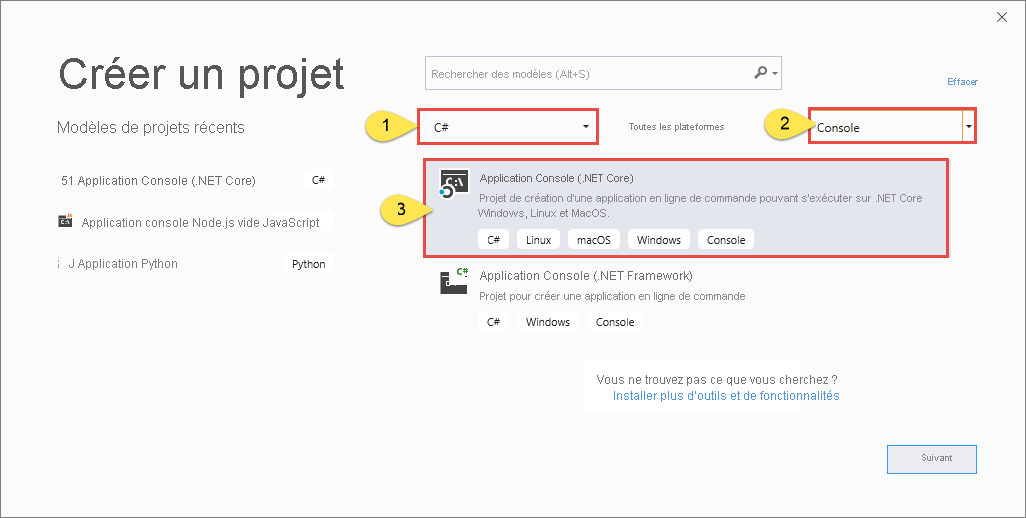 Créer un projet
Rechercher des modèles (Alt+S)
Effacer
1
C#
Toutes les plateformes
2
Console
Modèles de projets récents
51 Application Console (.NET Core)
C#
Application console Node.js vide JavaScript
J Application Python
Python
3
C:\
Application Console (.NET Core)
Projet de création d'une application en ligne de commande pouvant s'exécuter sur .NET Core
Windows, Linux et MacOS.
C#
Linux
macOS
Windows
Console
C#
Application Console (.NET Framework)
Projet pour créer une application en ligne de commande
C#
Windows
Console
Vous ne trouvez pas ce que vous cherchez ?
Installer plus d'outils et de fonctionnalités
Suivant